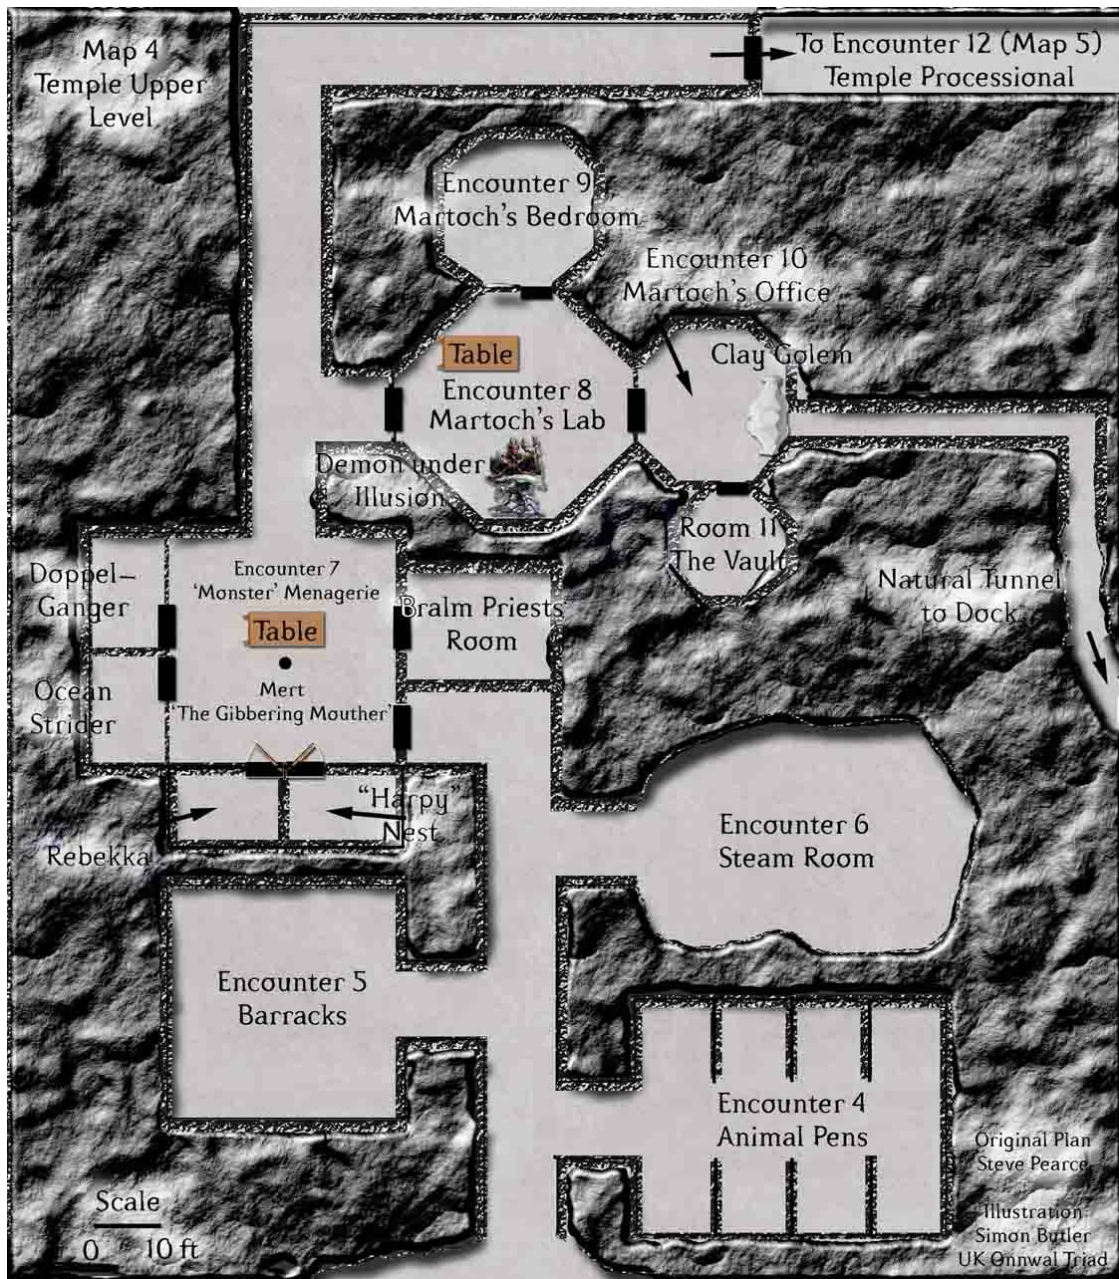 Map 4
Temple Upper
Level
To Encounter 12 (Map 5)
Temple Processional
Encounter 9
Martoch's Bedroom
Encounter 10
Martoch's Office
Table
Clay Golem
Encounter 8
Martoch's Lab
Demon under
Illusion
Room 11
The Vault
Natural Tunnel
to Dock
Doppel–
Ganger
Encounter 7
'Monster' Menagerie
Table
Bralm Priests
Room
Ocean
Strider
Mert
'The Gibbering Mouther'
"Harpy"
Nest
Rebekka
Encounter 6
Steam Room
Encounter 5
Barracks
Encounter 4
Animal Pens
Original Plan
Steve Pearce
Illustration
Simon Butler
UK Onnwal Triad
Scale
0 10 ft